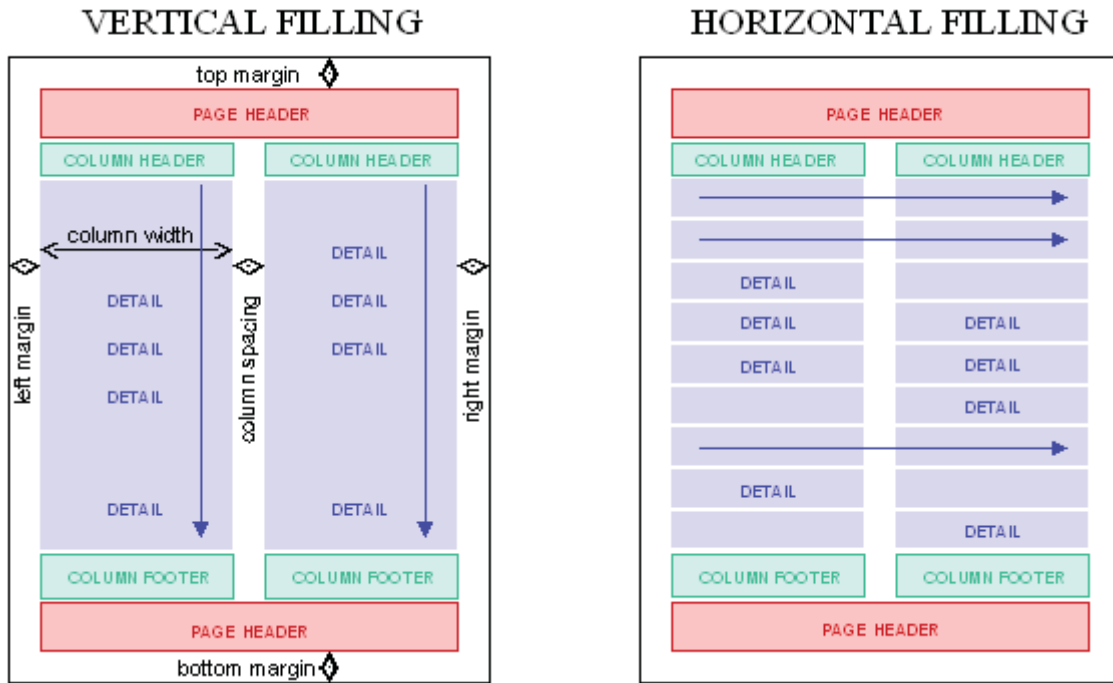 VERTICAL FILLING
top margin
PAGE HEADER
COLUMN HEADER COLUMN HEADER
column width
DETAIL
left margin
DETAIL
column spacing
DETAIL
right margin
DETAIL
DETAIL
DETAIL
DETAIL
DETAIL
COLUMN FOOTER COLUMN FOOTER
PAGE HEADER
bottom margin
HORIZONTAL FILLING
PAGE HEADER
COLUMN HEADER COLUMN HEADER
DETAIL
DETAIL DETAIL
DETAIL DETAIL
DETAIL
DETAIL
DETAIL
COLUMN FOOTER COLUMN FOOTER
PAGE HEADER